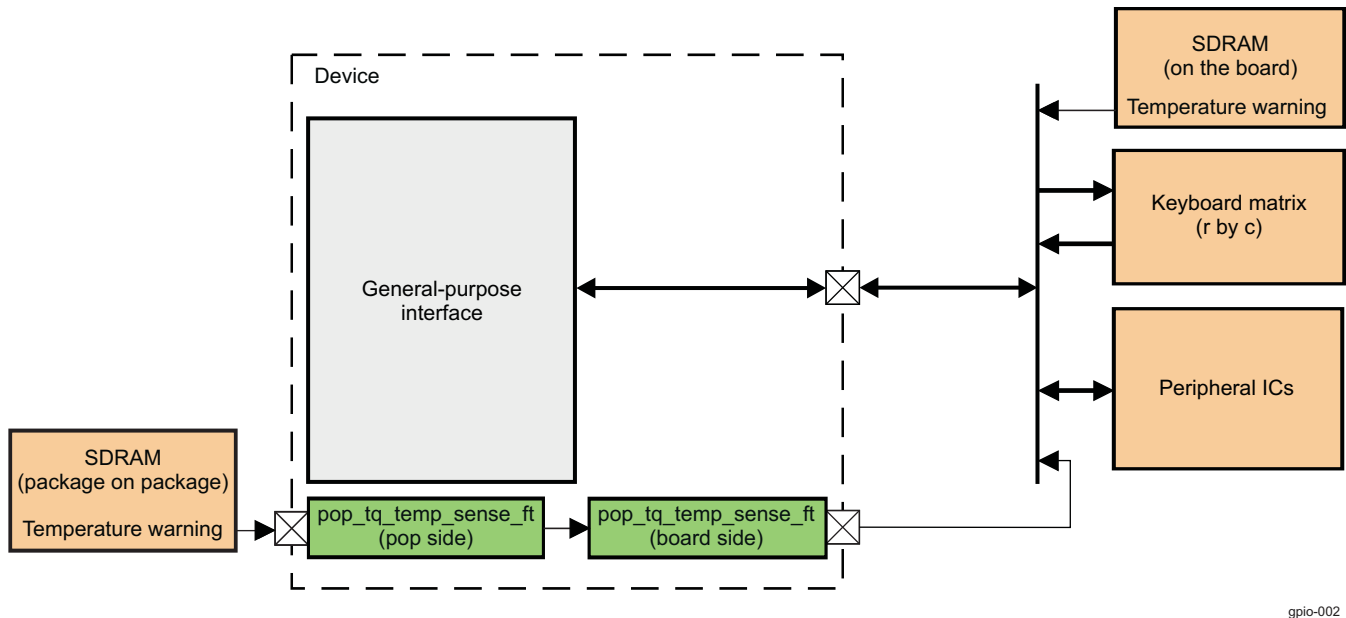 Device
General-purpose
interface
SDRAM
(on the board)
Temperature warning
Keyboard matrix
(r by c)
Peripheral ICs
SDRAM
(package on package)
Temperature warning
pop_tq_temp_sense_ft
(pop side)
pop_tq_temp_sense_ft
(board side)
gpio-002